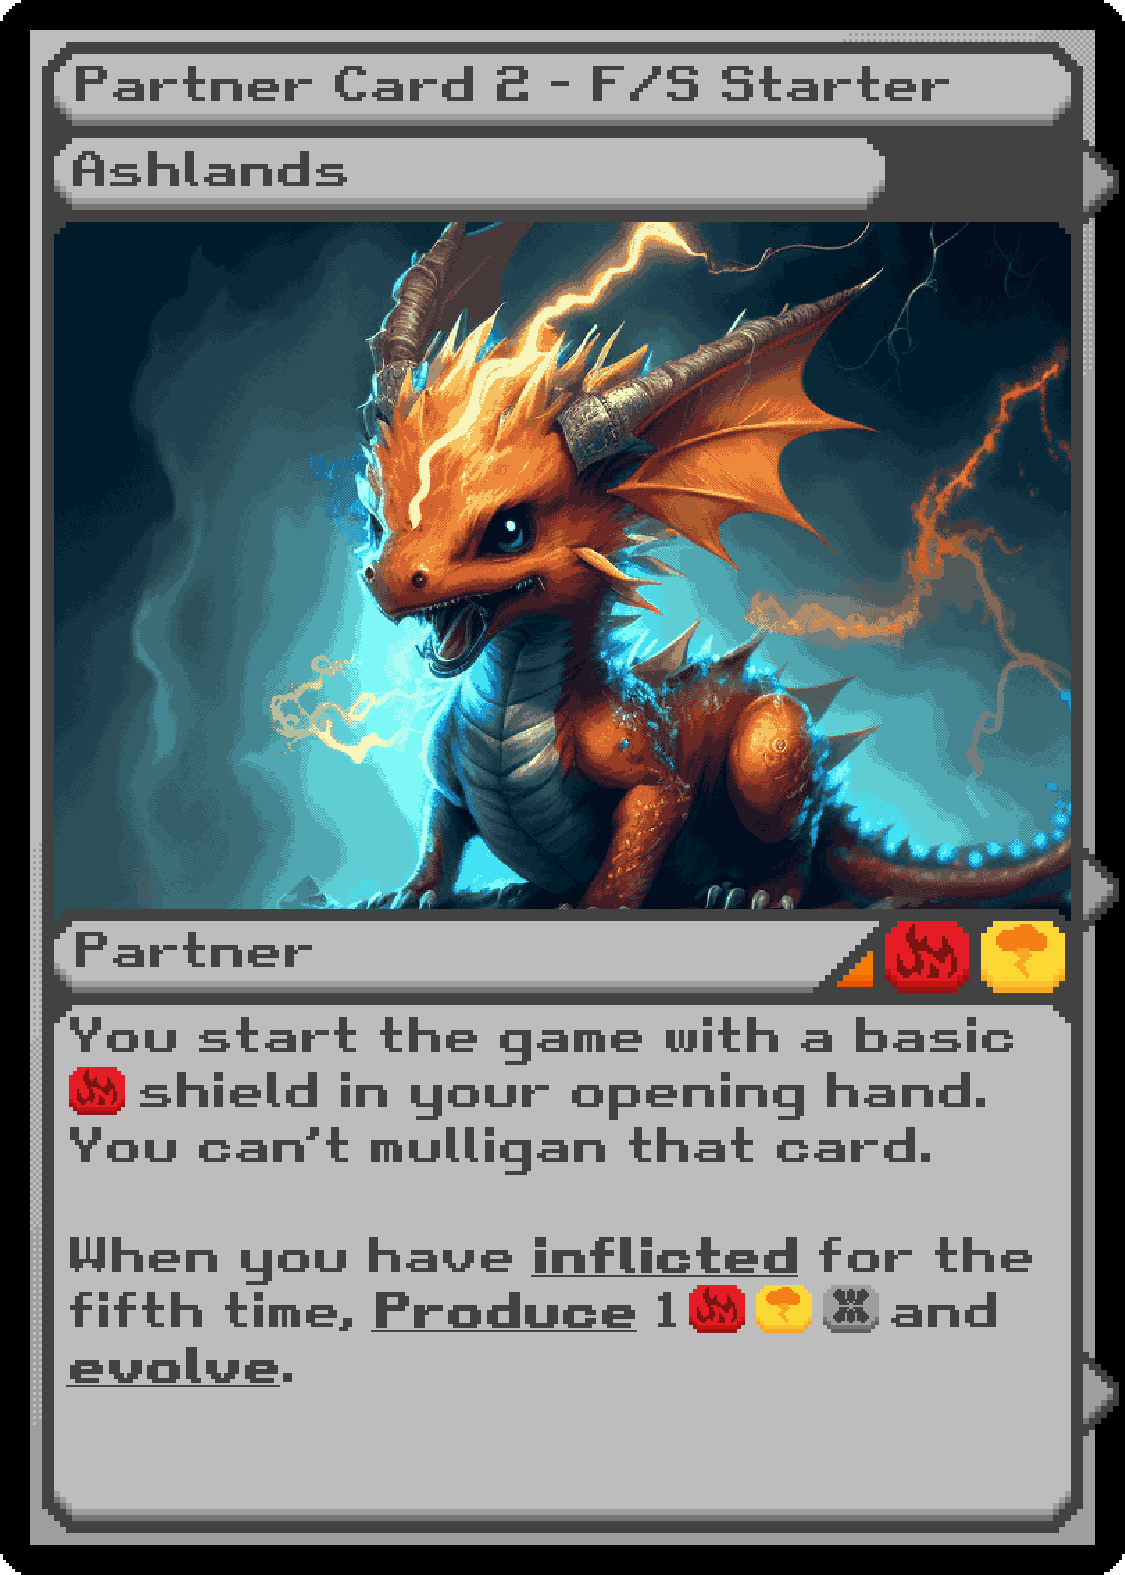 Partner Card 2 - F/S Starter
Ashlands
Partner
You start the game with a basic
shield in your opening hand.
You can't mulligan that card.
When you have inflicted for the
fifth time, Produce 1 and
evolve.